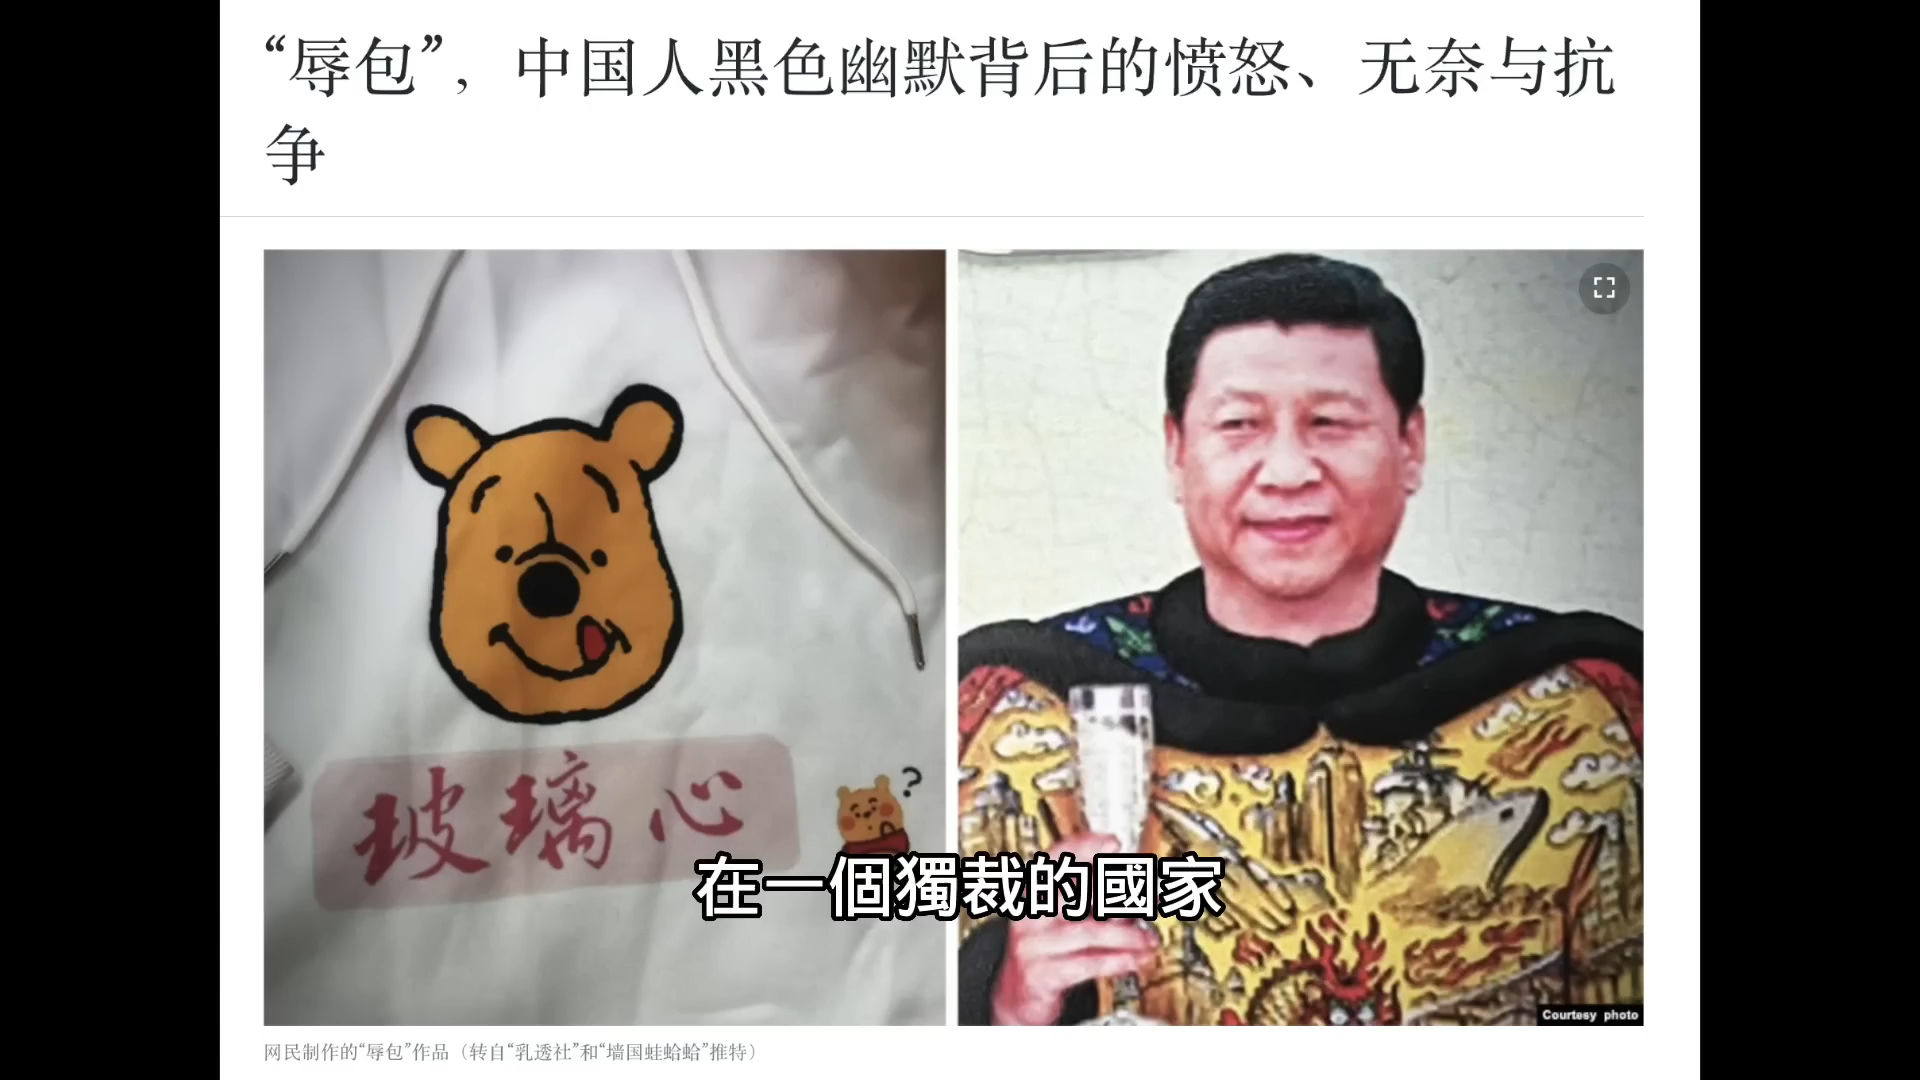 “辱包”，中国人黑色幽默背后的愤怒、无奈与抗
争
玻璃心
?
在一個獨裁的國家
Courtesy photo
网民制作的“辱包”作品（转自“乳透社”和“墙国蛙蛤蛤”推特）